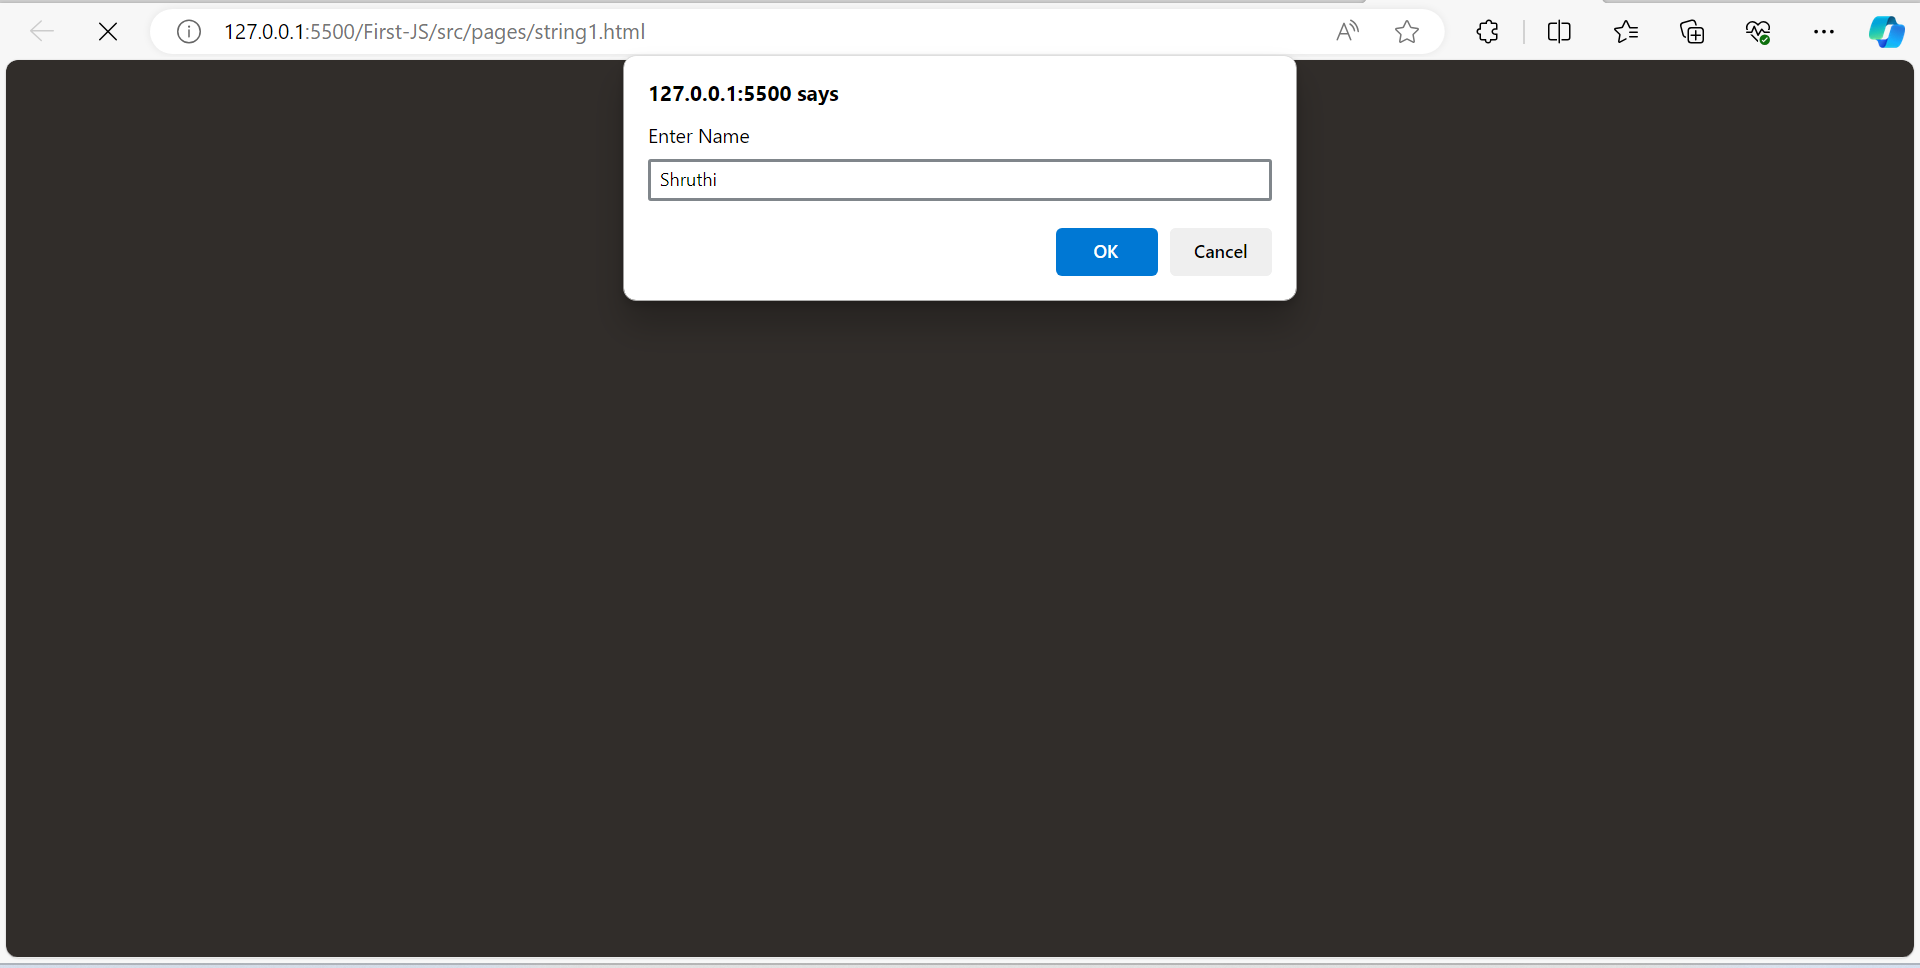 127.0.0.1:5500/First-JS/src/pages/string1.html
127.0.0.1:5500 says
Enter Name
Shruthi
OK Cancel